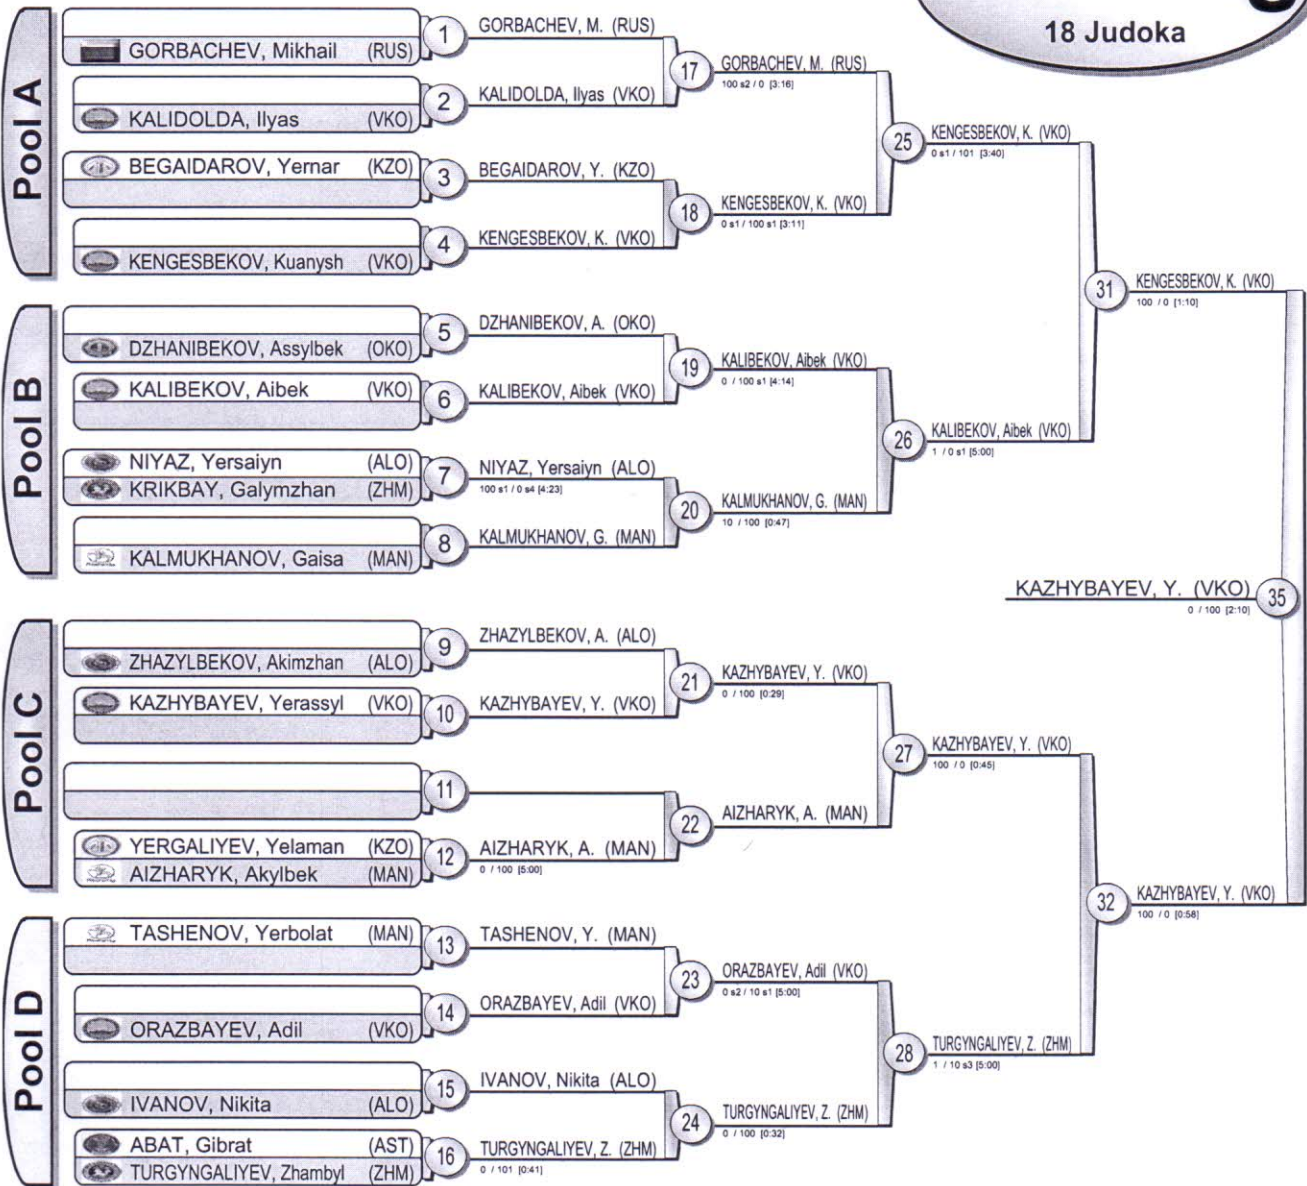 18 Judoka
Pool A
GORBACHEV, Mikhail (RUS)
1
GORBACHEV, M. (RUS)
KALIDOLDA, Ilyas (VKO)
2
KALIDOLDA, Ilyas (VKO)
17
GORBACHEV, M. (RUS)
100 s2 / 0 [3:16]
BEGAIDAROV, Yernar (KZO)
3
BEGAIDAROV, Y. (KZO)
KENGESBEKOV, Kuanysh (VKO)
4
KENGESBEKOV, K. (VKO)
18
KENGESBEKOV, K. (VKO)
0 s1 / 100 s1 [3:11]
25
KENGESBEKOV, K. (VKO)
0 s1 / 101 [3:40]
Pool B
DZHANIBEKOV, Assylbek (OKO)
5
DZHANIBEKOV, A. (OKO)
KALIBEKOV, Aibek (VKO)
6
KALIBEKOV, Aibek (VKO)
19
KALIBEKOV, Aibek (VKO)
0 / 100 s1 [4:14]
NIYAZ, Yersaiyn (ALO)
KRIKBAY, Galymzhan (ZHM)
7
NIYAZ, Yersaiyn (ALO)
100 s1 / 0 s4 [4:23]
KALMUKHANOV, Gaisa (MAN)
8
KALMUKHANOV, G. (MAN)
20
KALMUKHANOV, G. (MAN)
10 / 100 [0:47]
26
KALIBEKOV, Aibek (VKO)
1 / 0 s1 [5:00]
31
KENGESBEKOV, K. (VKO)
100 / 0 [1:10]
KAZHYBAYEV, Y. (VKO)
0 / 100 [2:10]
35
Pool C
ZHAZYLBEKOV, Akimzhan (ALO)
9
ZHAZYLBEKOV, A. (ALO)
KAZHYBAYEV, Yerassyl (VKO)
10
KAZHYBAYEV, Y. (VKO)
21
KAZHYBAYEV, Y. (VKO)
0 / 100 [0:29]
11
YERGALIYEV, Yelaman (KZO)
AIZHARYK, Akylbek (MAN)
12
AIZHARYK, A. (MAN)
0 / 100 [5:00]
22
AIZHARYK, A. (MAN)
27
KAZHYBAYEV, Y. (VKO)
100 / 0 [0:45]
Pool D
TASHENOV, Yerbolat (MAN)
13
TASHENOV, Y. (MAN)
ORAZBAYEV, Adil (VKO)
14
ORAZBAYEV, Adil (VKO)
23
ORAZBAYEV, Adil (VKO)
0 s2 / 10 s1 [5:00]
IVANOV, Nikita (ALO)
15
IVANOV, Nikita (ALO)
ABAT, Gibrat (AST)
TURGYNGALIYEV, Zhambyl (ZHM)
16
TURGYNGALIYEV, Z. (ZHM)
0 / 101 [0:41]
24
TURGYNGALIYEV, Z. (ZHM)
0 / 100 [0:32]
28
TURGYNGALIYEV, Z. (ZHM)
1 / 10 s3 [5:00]
32
KAZHYBAYEV, Y. (VKO)
100 / 0 [0:58]